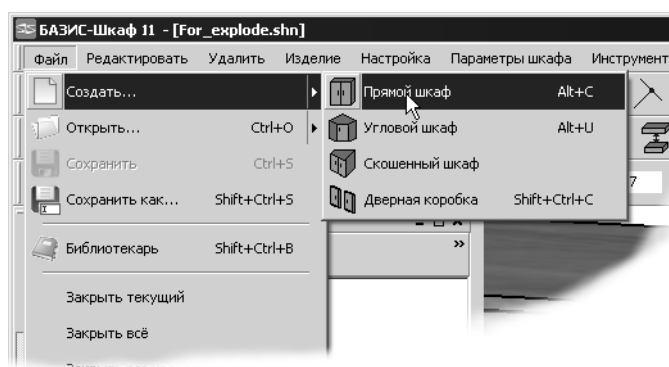 БАЗИС-Шкаф 11 - [For_explode.shn]
Файл Редактировать Удалить Изделие Настройка Параметры шкафа Инструмент
Создать...
Прямой шкаф Alt+C
Открыть... Ctrl+O
Угловой шкаф Alt+U
Сохранить Ctrl+S
Скошенный шкаф
7
Сохранить как... Shift+Ctrl+S
Дверная коробка Shift+Ctrl+C
Библиотекарь Shift+Ctrl+B
Закрыть текущий
Закрыть всё